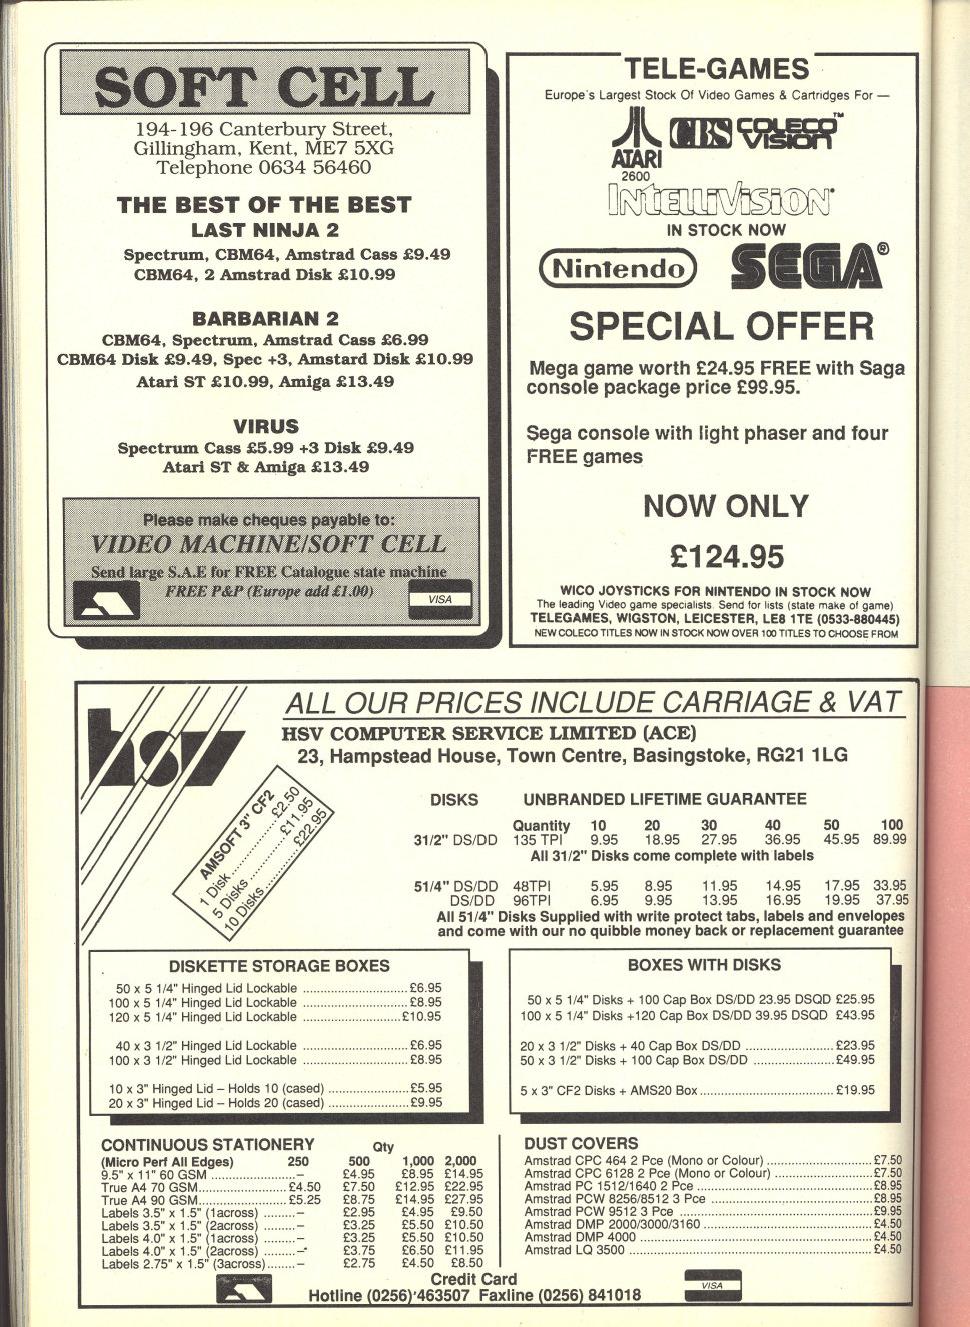 SOFT CELL
194-196 Canterbury Street,
Gillingham, Kent, ME7 5XG
Telephone 0634 56460
THE BEST OF THE BEST
LAST NINJA 2
Spectrum, CBM64, Amstrad Cass £9.49
CBM64, 2 Amstrad Disk £10.99
BARBARIAN 2
CBM64, Spectrum, Amstrad Cass £6.99
CBM64 Disk £9.49, Spec +3, Amstard Disk £10.99
Atari ST £10.99, Amiga £13.49
VIRUS
Spectrum Cass £5.99 +3 Disk £9.49
Atari ST & Amiga £13.49
Please make cheques payable to:
VIDEO MACHINE/SOFT CELL
Send large S.A.E for FREE Catalogue state machine
FREE P&P (Europe add £1.00)
VISA
TELE-GAMES
Europe's Largest Stock Of Video Games & Cartridges For —
ATARI CBS COLECO VISION™
2600
INTELLIVISION
IN STOCK NOW
Nintendo SEGA®
SPECIAL OFFER
Mega game worth £24.95 FREE with Saga
console package price £99.95.
Sega console with light phaser and four
FREE games
NOW ONLY
£124.95
WICO JOYSTICKS FOR NINTENDO IN STOCK NOW
The leading Video game specialists. Send for lists (state make of game)
TELEGAMES, WIGSTON, LEICESTER, LE8 1TE (0533-880445)
NEW COLECO TITLES NOW IN STOCK NOW OVER 100 TITLES TO CHOOSE FROM
hsv
ALL OUR PRICES INCLUDE CARRIAGE & VAT
HSV COMPUTER SERVICE LIMITED (ACE)
23, Hampstead House, Town Centre, Basingstoke, RG21 1LG
AMSOFT 3" CF2
1 Disk ............ £2.50
5 Disks .......... £11.95
10 Disks ......... £22.95
DISKS UNBRANDED LIFETIME GUARANTEE
Quantity 10 20 30 40 50 100
31/2" DS/DD 135 TPI 9.95 18.95 27.95 36.95 45.95 89.99
All 31/2" Disks come complete with labels
51/4" DS/DD 48TPI 5.95 8.95 11.95 14.95 17.95 33.95
DS/DD 96TPI 6.95 9.95 13.95 16.95 19.95 37.95
All 51/4" Disks Supplied with write protect tabs, labels and envelopes
and come with our no quibble money back or replacement guarantee
DISKETTE STORAGE BOXES
50 x 5 1/4" Hinged Lid Lockable ............ £6.95
100 x 5 1/4" Hinged Lid Lockable ............ £8.95
120 x 5 1/4" Hinged Lid Lockable ............ £10.95
40 x 3 1/2" Hinged Lid Lockable ............ £6.95
100 x 3 1/2" Hinged Lid Lockable ............ £8.95
10 x 3" Hinged Lid – Holds 10 (cased) ............ £5.95
20 x 3" Hinged Lid – Holds 20 (cased) ............ £9.95
BOXES WITH DISKS
50 x 5 1/4" Disks + 100 Cap Box DS/DD 23.95 DSQD £25.95
100 x 5 1/4" Disks +120 Cap Box DS/DD 39.95 DSQD £43.95
20 x 3 1/2" Disks + 40 Cap Box DS/DD ............ £23.95
50 x 3 1/2" Disks + 100 Cap Box DS/DD ............ £49.95
5 x 3" CF2 Disks + AMS20 Box ............ £19.95
CONTINUOUS STATIONERY Qty
(Micro Perf All Edges) 250 500 1,000 2,000
9.5" x 11" 60 GSM ............ – £4.95 £8.95 £14.95
True A4 70 GSM ............ £4.50 £7.50 £12.95 £22.95
True A4 90 GSM ............ £5.25 £8.75 £14.95 £27.95
Labels 3.5" x 1.5" (1across) ......... – £2.95 £4.95 £9.50
Labels 3.5" x 1.5" (2across) ......... – £3.25 £5.50 £10.50
Labels 4.0" x 1.5" (1across) ......... – £3.25 £5.50 £10.50
Labels 4.0" x 1.5" (2across) ......... – £3.75 £6.50 £11.95
Labels 2.75" x 1.5" (3across) ........ – £2.75 £4.50 £8.50
DUST COVERS
Amstrad CPC 464 2 Pce (Mono or Colour) ............ £7.50
Amstrad CPC 6128 2 Pce (Mono or Colour) ............ £7.50
Amstrad PC 1512/1640 2 Pce ............ £8.95
Amstrad PCW 8256/8512 3 Pce ............ £8.95
Amstrad PCW 9512 3 Pce ............ £9.95
Amstrad DMP 2000/3000/3160 ............ £4.50
Amstrad DMP 4000 ............ £4.50
Amstrad LQ 3500 ............ £4.50
Credit Card
Hotline (0256) 463507 Faxline (0256) 841018
VISA